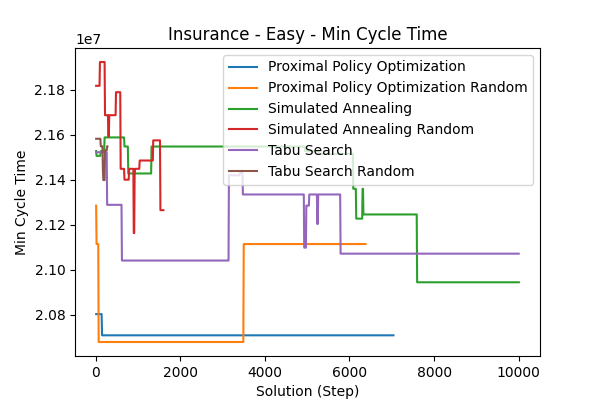 Insurance - Easy - Min Cycle Time
1e7
Proximal Policy Optimization
Proximal Policy Optimization Random
Simulated Annealing
Simulated Annealing Random
Tabu Search
Tabu Search Random
2.18
2.16
2.14
2.12
2.10
2.08
Min Cycle Time
0 2000 4000 6000 8000 10000
Solution (Step)